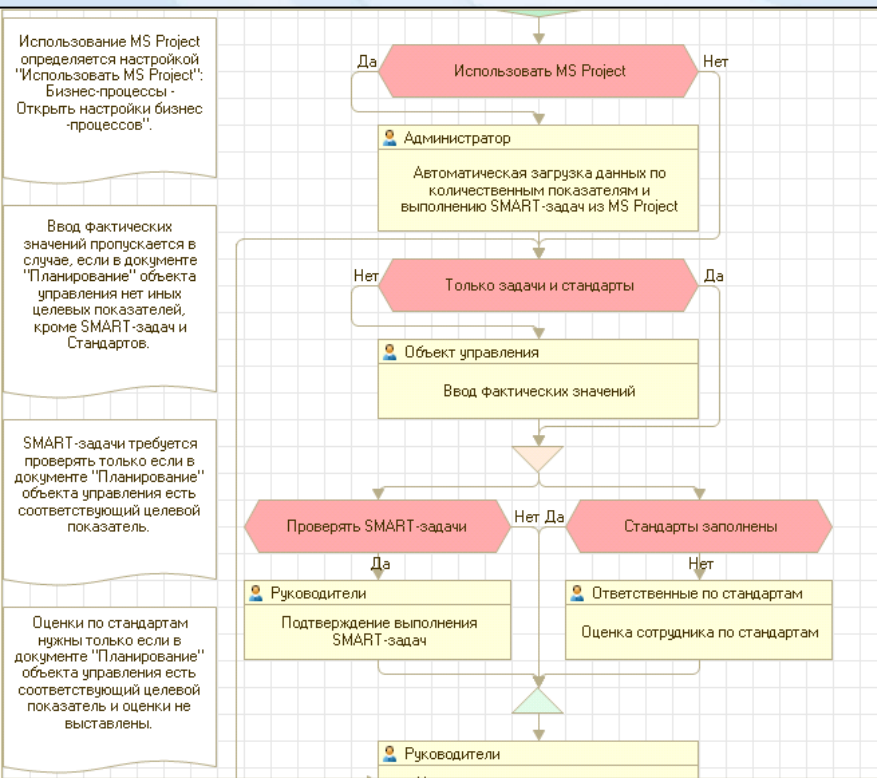 Использование MS Project
определяется настройкой
"Использовать MS Project":
Бизнес-процессы -
Открыть настройки бизнес
-процессов".
Да
Использовать MS Project
Нет
Администратор
Автоматическая загрузка данных по
количественным показателям и
выполнению SMART-задач из MS Project
Ввод фактических
значений пропускается в
случае, если в документе
"Планирование" объекта
управления нет иных
целевых показателей,
кроме SMART-задач и
Стандартов.
Нет
Только задачи и стандарты
Да
Объект управления
Ввод фактических значений
SMART-задачи требуется
проверять только если в
документе "Планирование"
объекта управления есть
соответствующий целевой
показатель.
Проверять SMART-задачи
Нет Да
Стандарты заполнены
Да
Нет
Руководители
Подтверждение выполнения
SMART-задач
Ответственные по стандартам
Оценка сотрудника по стандартам
Оценки по стандартам
нужны только если в
документе "Планирование"
объекта управления есть
соответствующий целевой
показатель и оценки не
выставлены.
Руководители